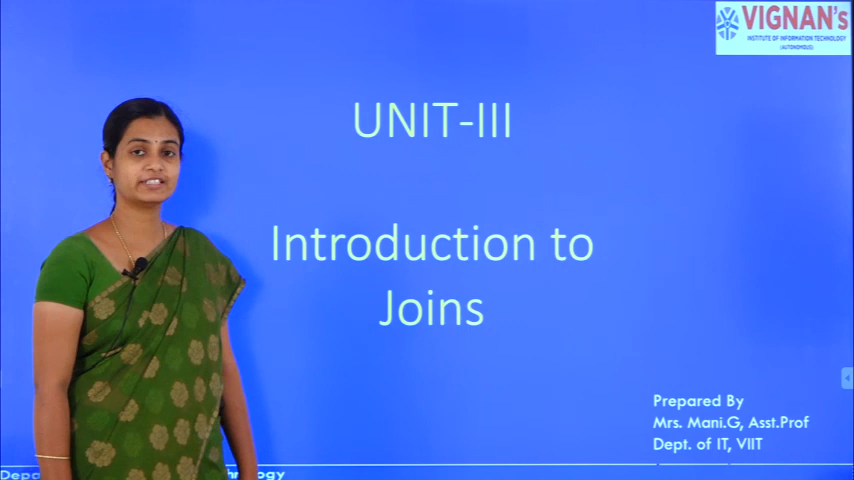 VIGNAN's
INSTITUTE OF INFORMATION TECHNOLOGY
(AUTONOMOUS)
UNIT-III
Introduction to
Joins
Prepared By
Mrs. Mani.G, Asst.Prof
Dept. of IT, VIIT